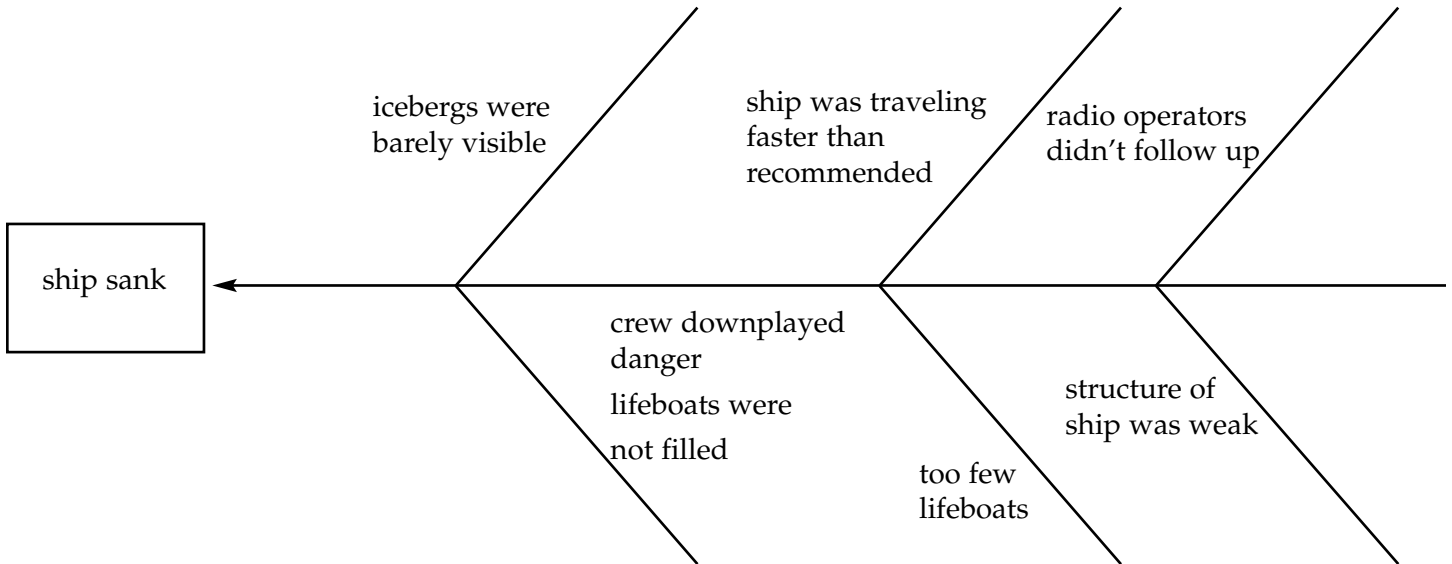 icebergs were
barely visible
ship was traveling
faster than
recommended
radio operators
didn’t follow up
ship sank
crew downplayed
danger
lifeboats were
not filled
too few
lifeboats
structure of
ship was weak